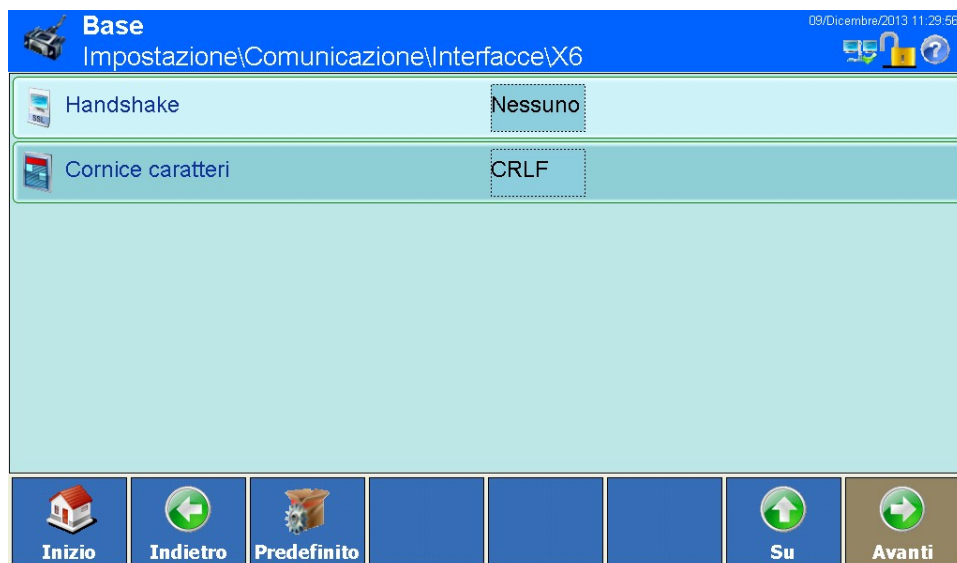 Base
09/Dicembre/2013 11:29:56
Impostazione\Comunicazione\Interfacce\X6
Handshake Nessuno
SSL
Cornice caratteri CRLF
Inizio Indietro Predefinito Su Avanti